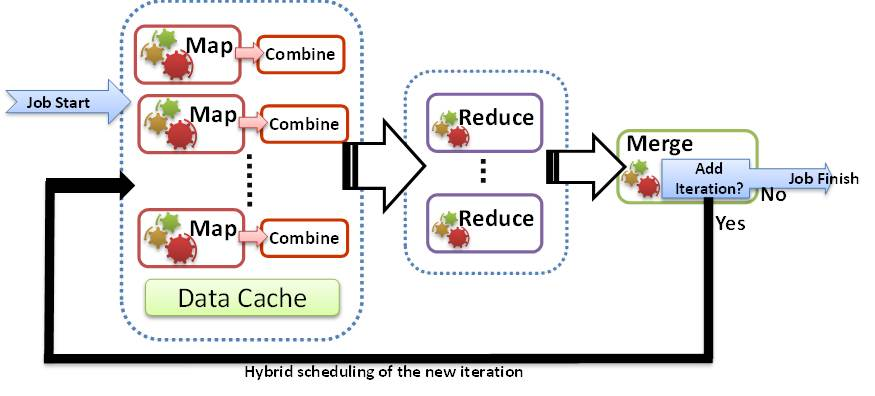 Map
Combine
Job Start
Map
Combine
Map
Combine
Data Cache
Reduce
Reduce
Merge
Add
Iteration?
Job Finish
No
Yes
Hybrid scheduling of the new iteration